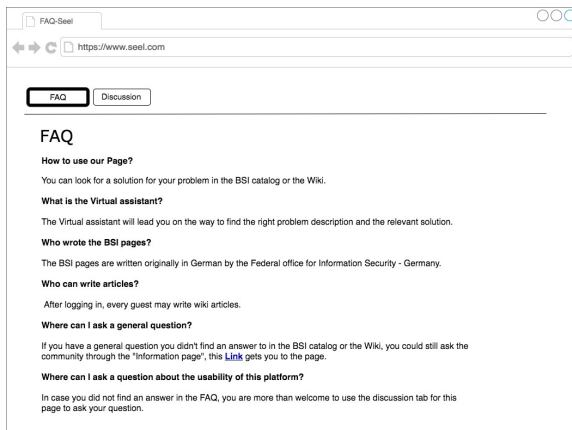 FAQ-Seel
https://www.seel.com
FAQ
Discussion
FAQ
How to use our Page?
You can look for a solution for your problem in the BSI catalog or the Wiki.
What is the Virtual assistant?
The Virtual assistant will lead you on the way to find the right problem description and the relevant solution.
Who wrote the BSI pages?
The BSI pages are written originally in German by the Federal office for Information Security - Germany.
Who can write articles?
After logging in, every guest may write wiki articles.
Where can I ask a general question?
If you have a general question you didn't find an answer to in the BSI catalog or the Wiki, you could still ask the
community through the "Information page", this Link gets you to the page.
Where can I ask a question about the usability of this platform?
In case you did not find an answer in the FAQ, you are more than welcome to use the discussion tab for this
page to ask your question.